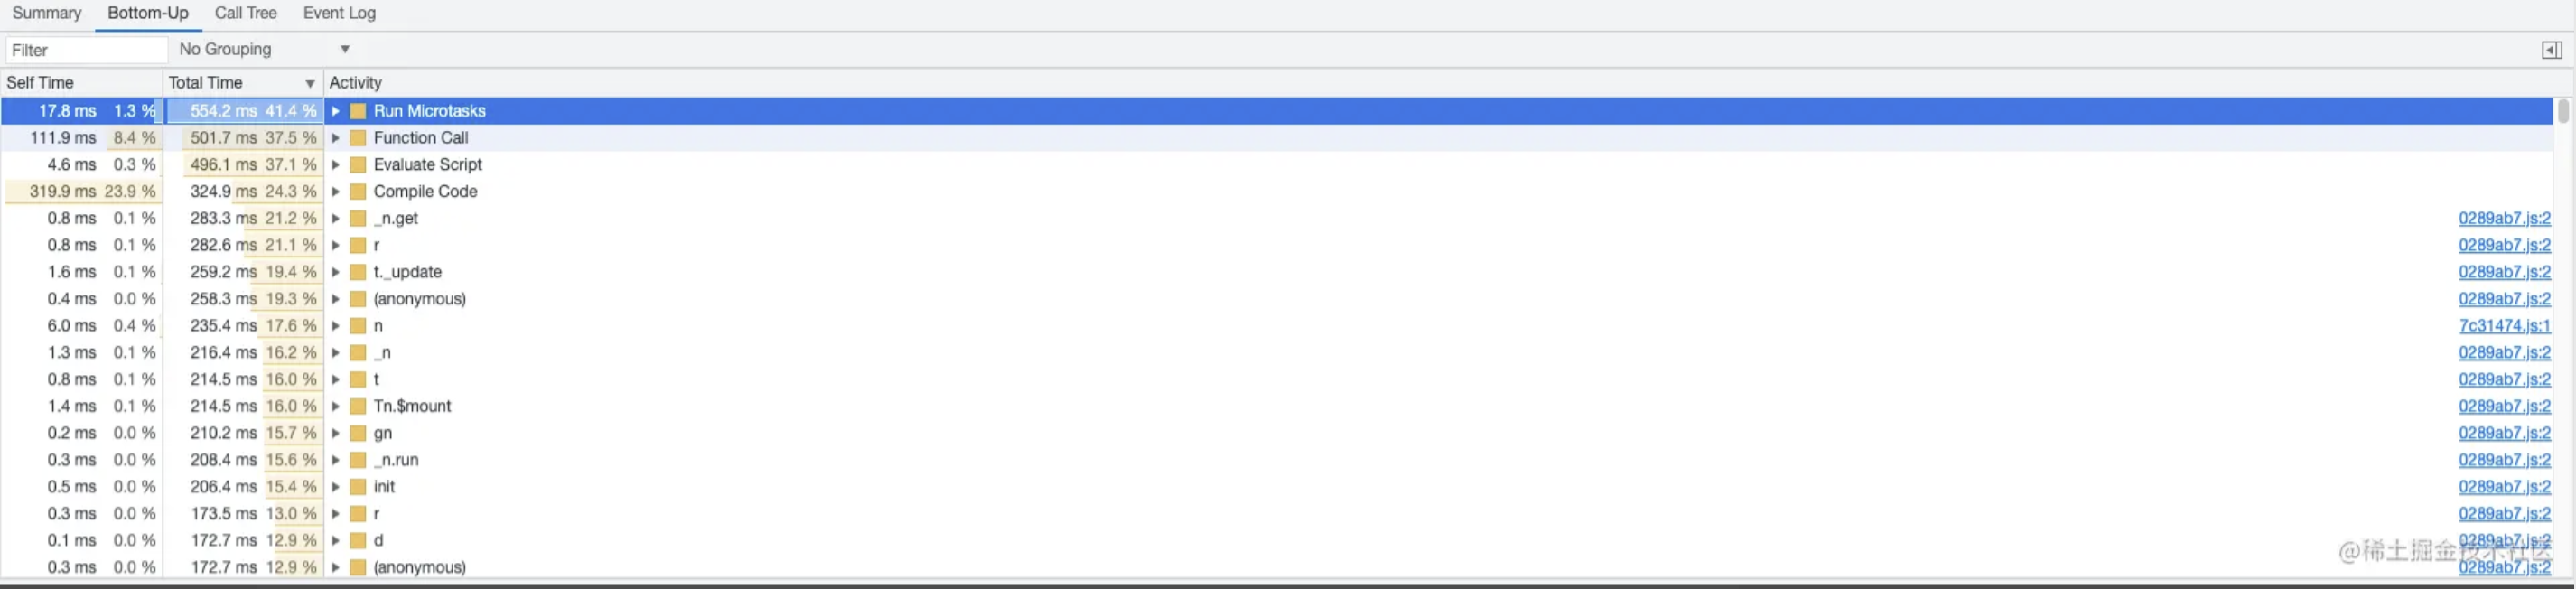 Summary Bottom-Up Call Tree Event Log
Filter No Grouping ▼
Self Time Total Time ▼ Activity
17.8 ms 1.3 % 554.2 ms 41.4 % Run Microtasks
111.9 ms 8.4 % 501.7 ms 37.5 % Function Call
4.6 ms 0.3 % 496.1 ms 37.1 % Evaluate Script
319.9 ms 23.9 % 324.9 ms 24.3 % Compile Code
0.8 ms 0.1 % 283.3 ms 21.2 % _n.get 0289ab7.js:2
0.8 ms 0.1 % 282.6 ms 21.1 % r 0289ab7.js:2
1.6 ms 0.1 % 259.2 ms 19.4 % t._update 0289ab7.js:2
0.4 ms 0.0 % 258.3 ms 19.3 % (anonymous) 0289ab7.js:2
6.0 ms 0.4 % 235.4 ms 17.6 % n 7c31474.js:1
1.3 ms 0.1 % 216.4 ms 16.2 % _n 0289ab7.js:2
0.8 ms 0.1 % 214.5 ms 16.0 % t 0289ab7.js:2
1.4 ms 0.1 % 214.5 ms 16.0 % Tn.$mount 0289ab7.js:2
0.2 ms 0.0 % 210.2 ms 15.7 % gn 0289ab7.js:2
0.3 ms 0.0 % 208.4 ms 15.6 % _n.run 0289ab7.js:2
0.5 ms 0.0 % 206.4 ms 15.4 % init 0289ab7.js:2
0.3 ms 0.0 % 173.5 ms 13.0 % r 0289ab7.js:2
0.1 ms 0.0 % 172.7 ms 12.9 % d 0289ab7.js:2
@稀土掘金技术社区
0.3 ms 0.0 % 172.7 ms 12.9 % (anonymous) 0289ab7.js:2